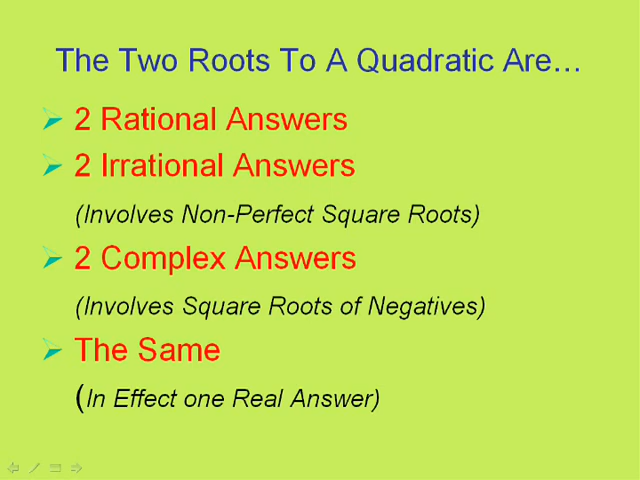 The Two Roots To A Quadratic Are...
2 Rational Answers
2 Irrational Answers
(Involves Non-Perfect Square Roots)
2 Complex Answers
(Involves Square Roots of Negatives)
The Same
(In Effect one Real Answer)